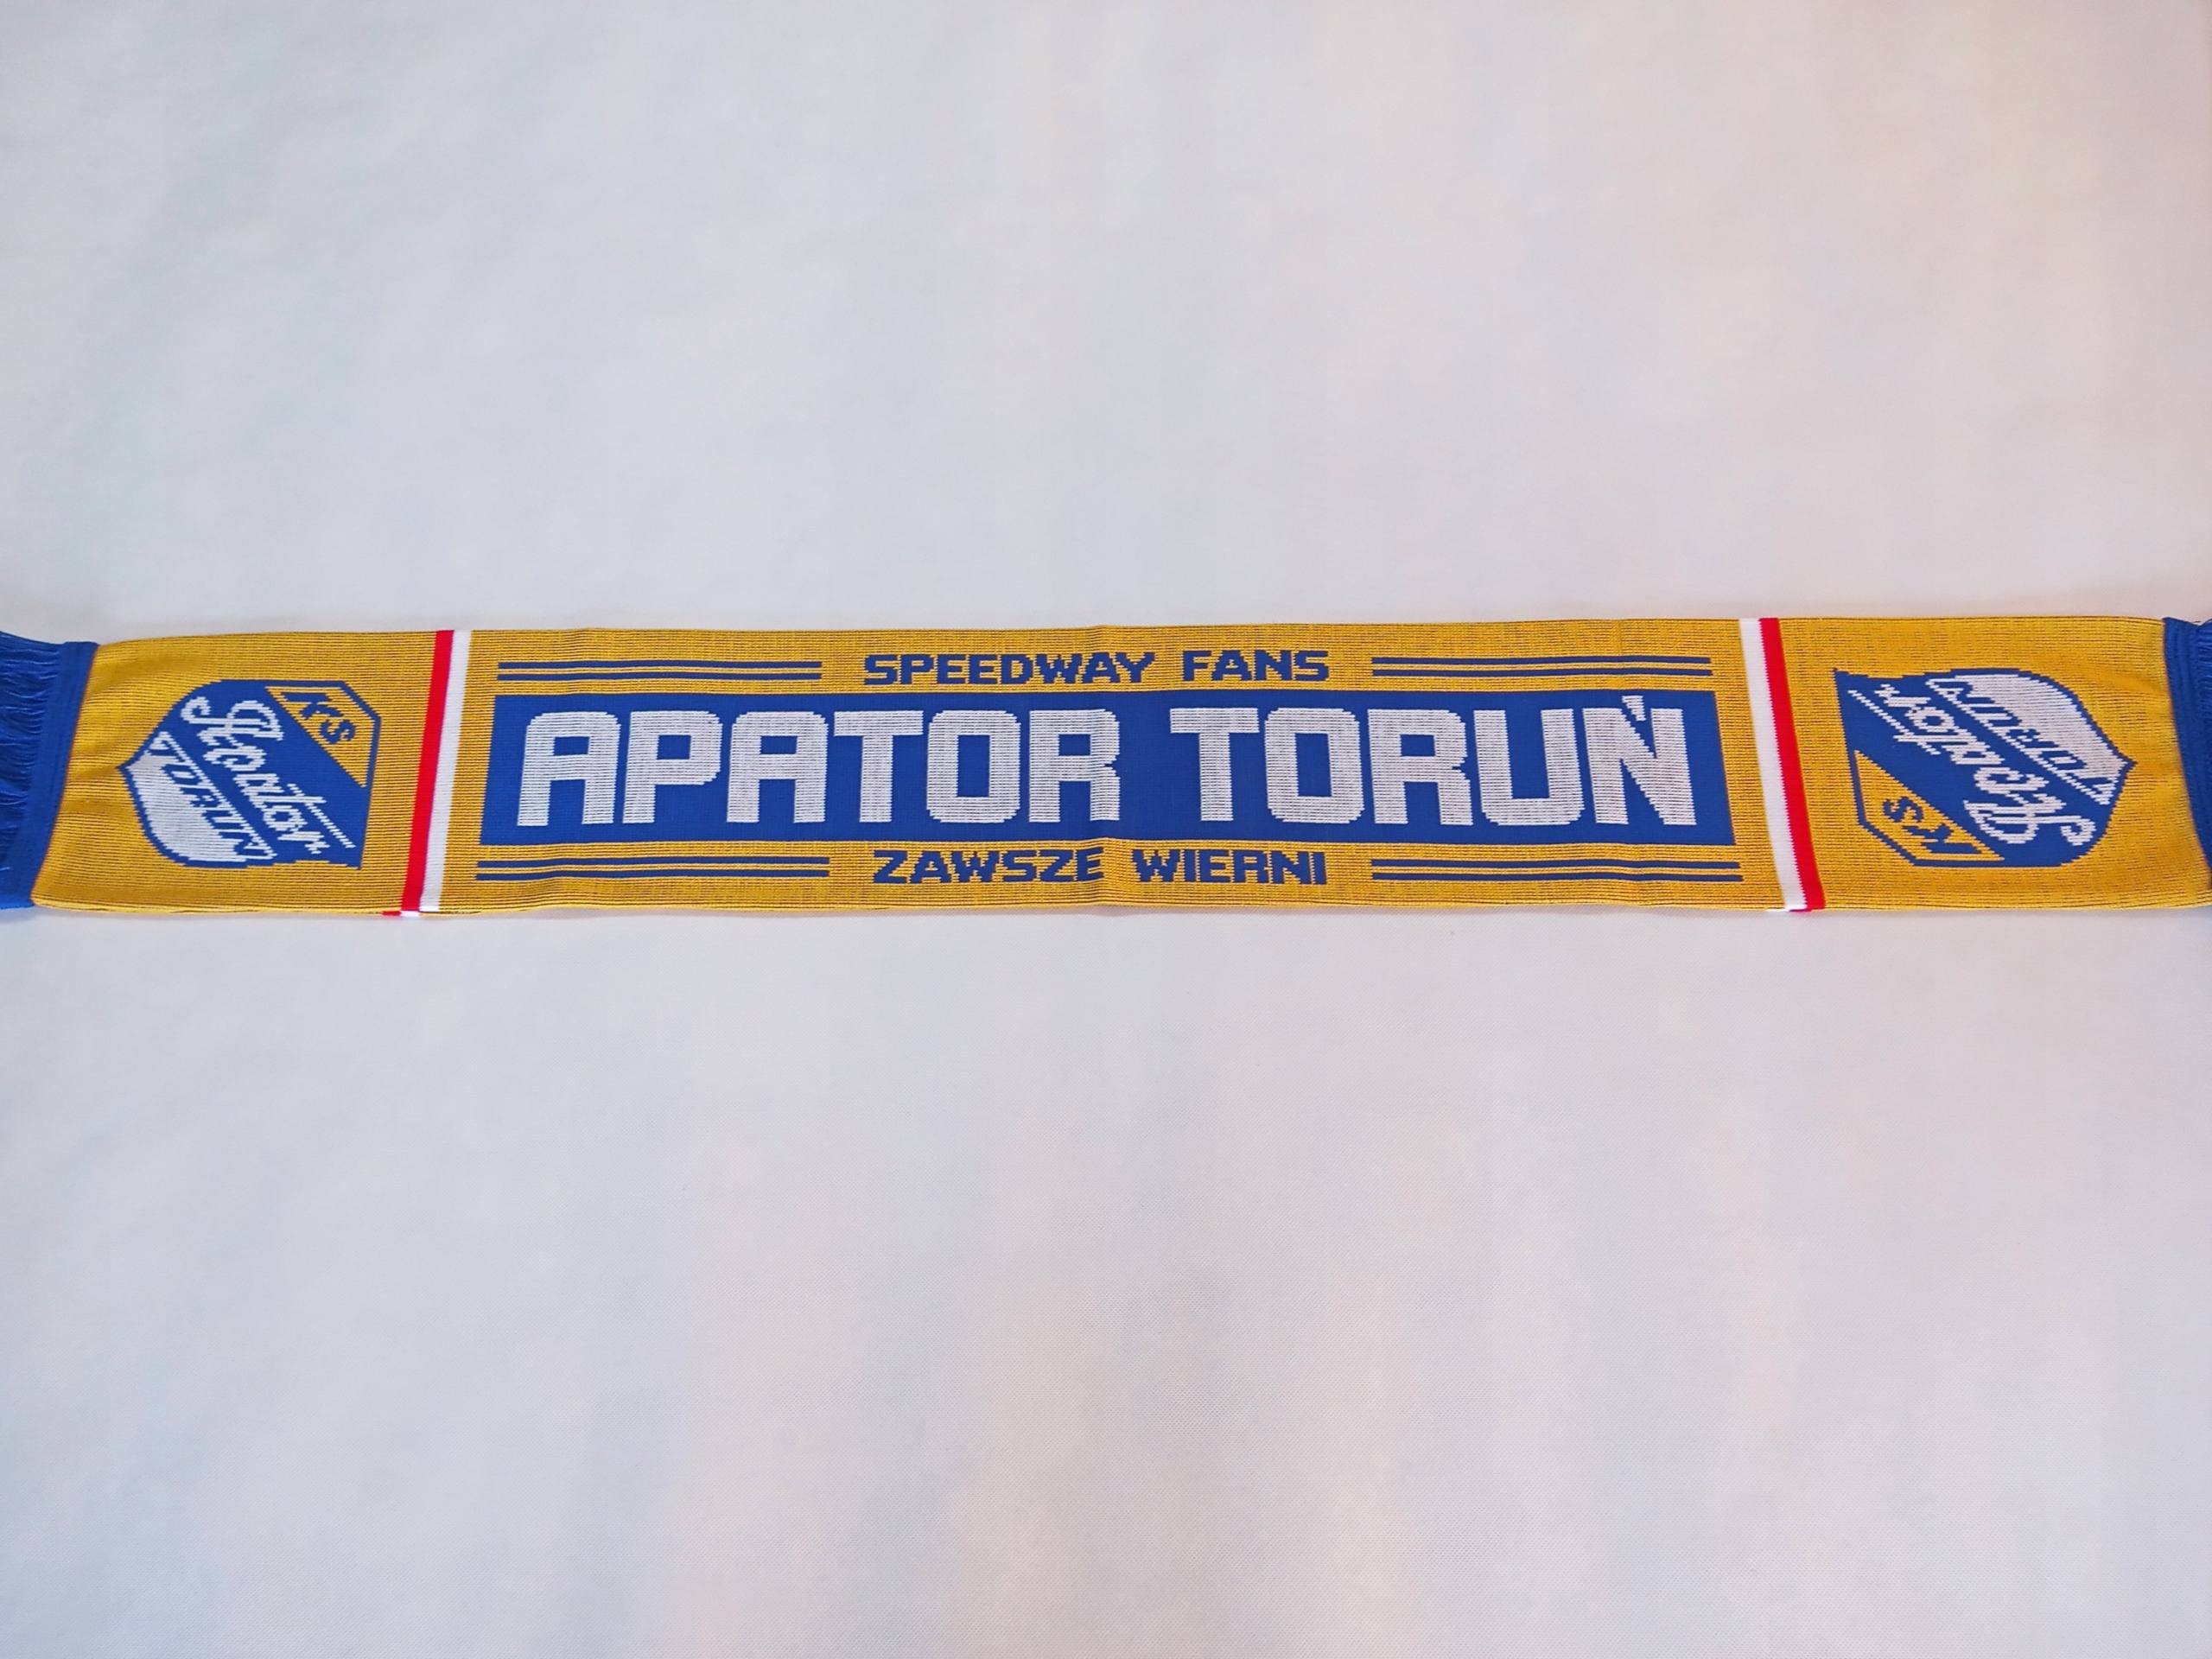 SPEEDWAY FANS
APATOR TORUŃ
ZAWSZE WIERNI
KS
Apator
TORUŃ
KS
Apator
TORUŃ